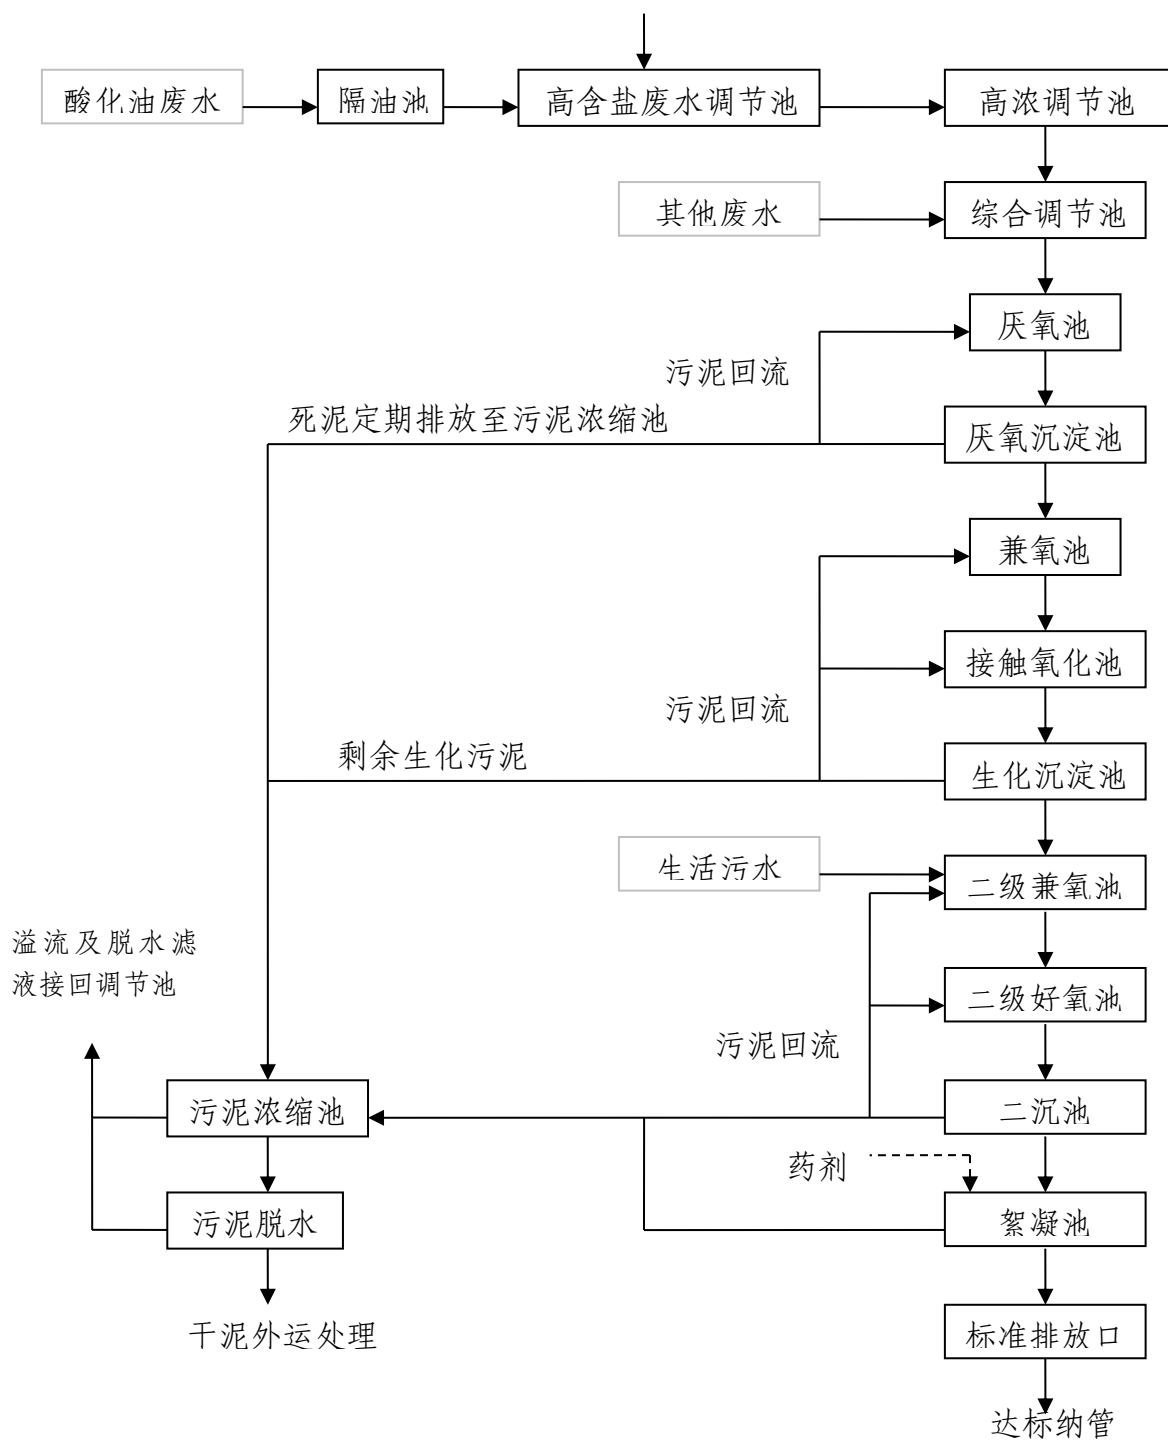 酸化油废水
隔油池
高含盐废水调节池
高浓调节池
其他废水
综合调节池
厌氧池
污泥回流
死泥定期排放至污泥浓缩池
厌氧沉淀池
兼氧池
接触氧化池
污泥回流
剩余生化污泥
生化沉淀池
生活污水
二级兼氧池
溢流及脱水滤
液接回调节池
二级好氧池
污泥回流
污泥浓缩池
二沉池
药剂
污泥脱水
絮凝池
干泥外运处理
标准排放口
达标纳管